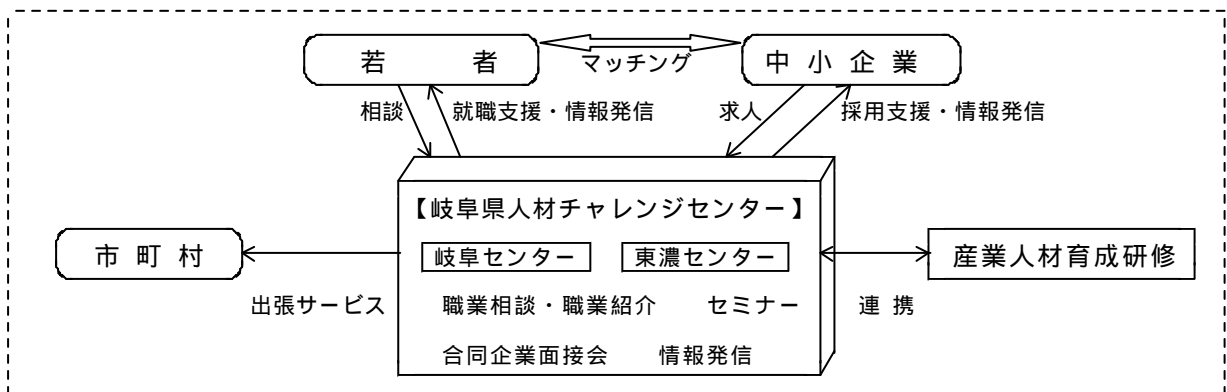 若 者
マッチング
中 小 企 業
相談
就職支援・情報発信
求人
採用支援・情報発信
【岐阜県人材チャレンジセンター】
市 町 村
岐阜センター
東濃センター
産業人材育成研修
出張サービス
職業相談・職業紹介 セミナー
連 携
合同企業面接会 情報発信